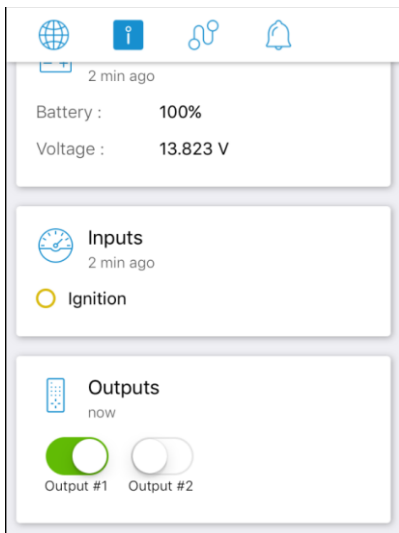 2 min ago
Battery : 100%
Voltage : 13.823 V
Inputs
2 min ago
Ignition
Outputs
now
Output #1 Output #2